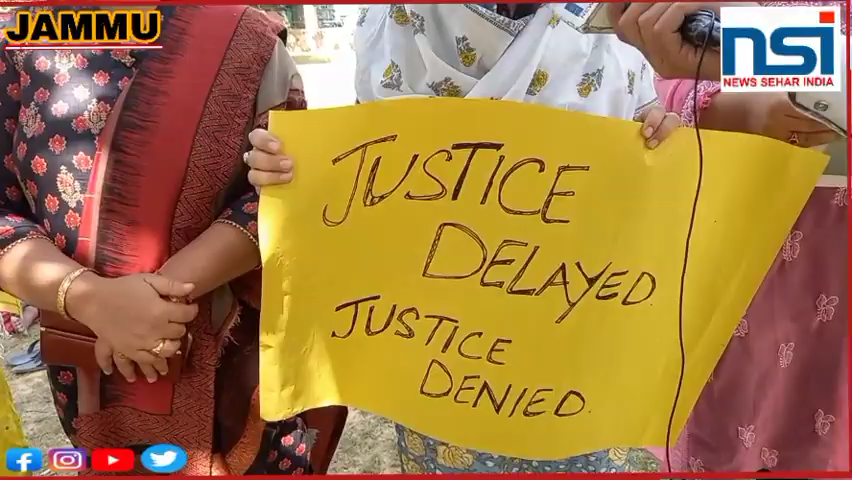 JAMMU
nsi
NEWS SEHAR INDIA
JUSTICE
DELAYED
JUSTICE
DENIED